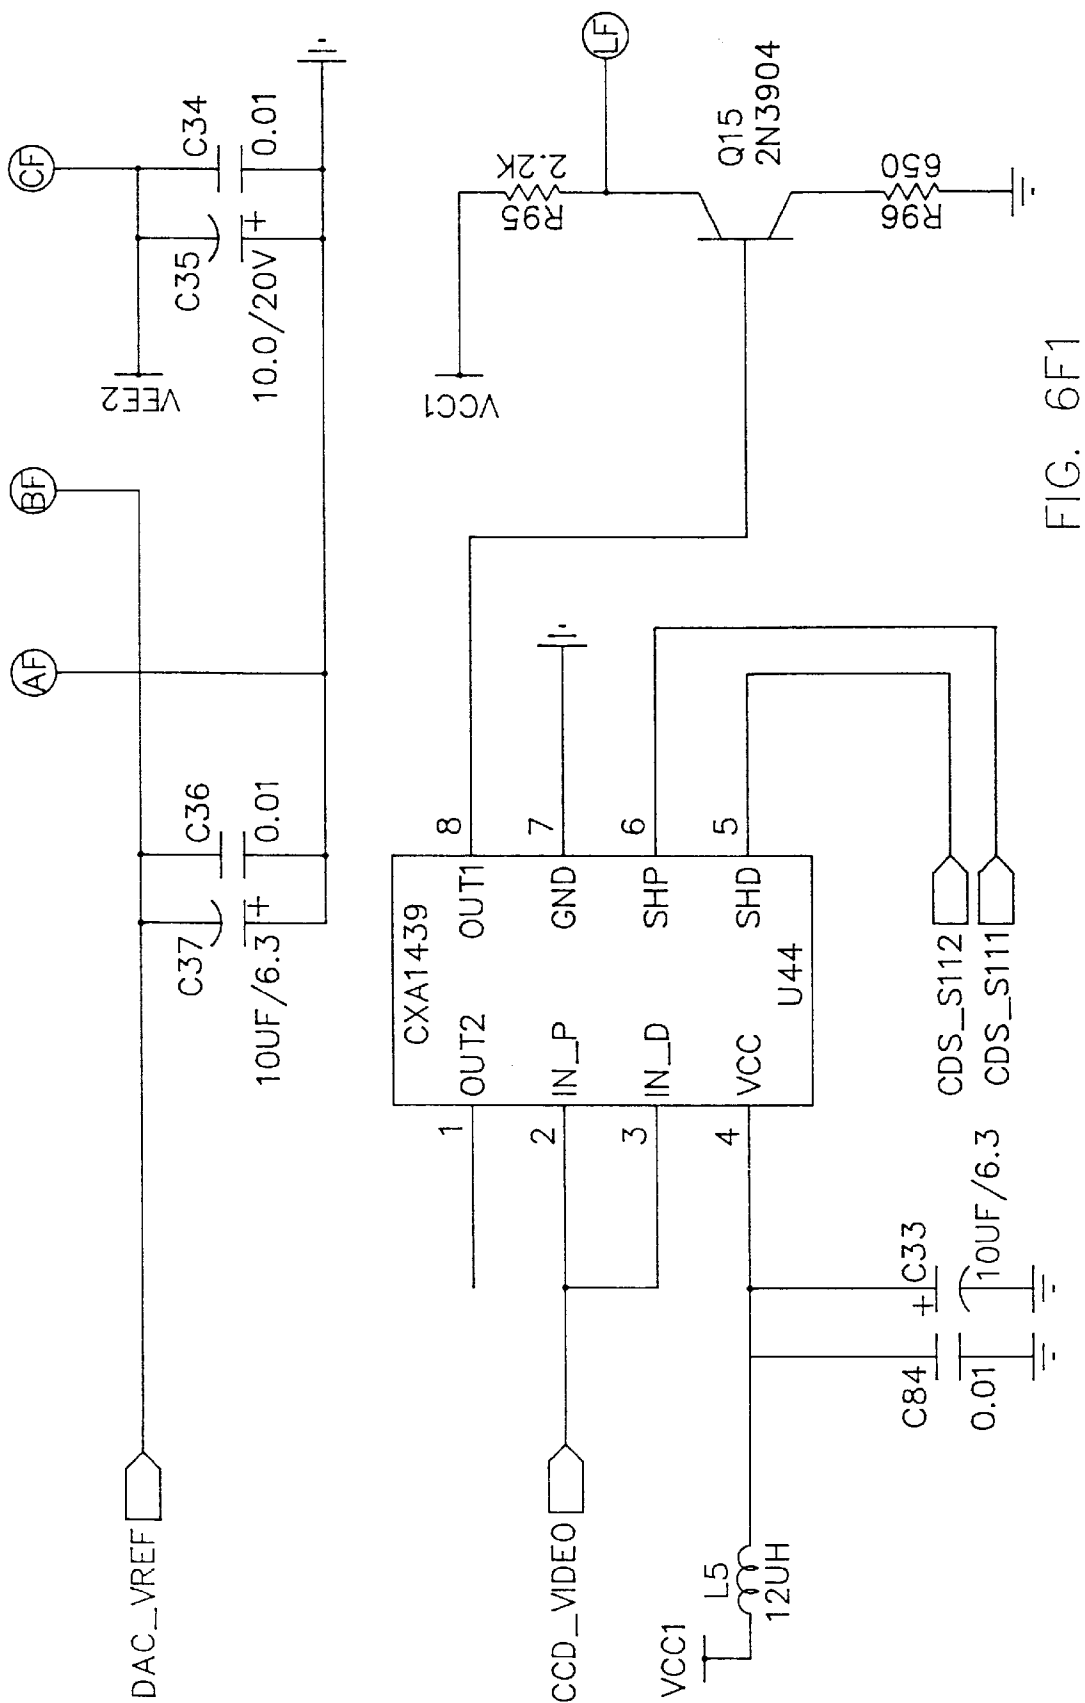 AF
BF
CF
DAC_VREF
C37
10UF/6.3
+
C36
0.01
VEE2
C35
10.0/20V
+
C34
0.01
CXA1439
1
OUT2
OUT1
8
CCD_VIDEO
2
IN_P
GND
7
3
IN_D
SHP
6
4
VCC
SHD
5
U44
VCC1
L5
12UH
C84
0.01
+
C33
10UF/6.3
CDS_S112
CDS_S111
VCC1
R95
2.2K
LF
Q15
2N3904
R96
650
FIG. 6F1